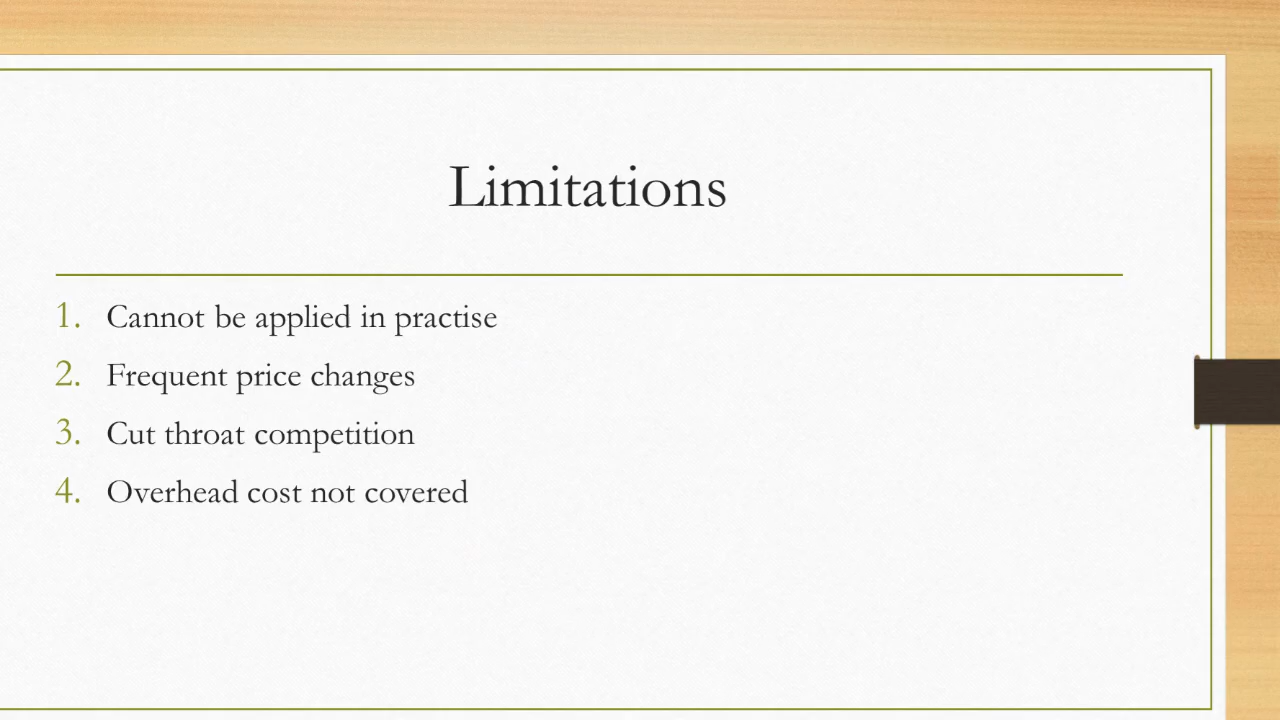 Limitations
1. Cannot be applied in practise
2. Frequent price changes
3. Cut throat competition
4. Overhead cost not covered